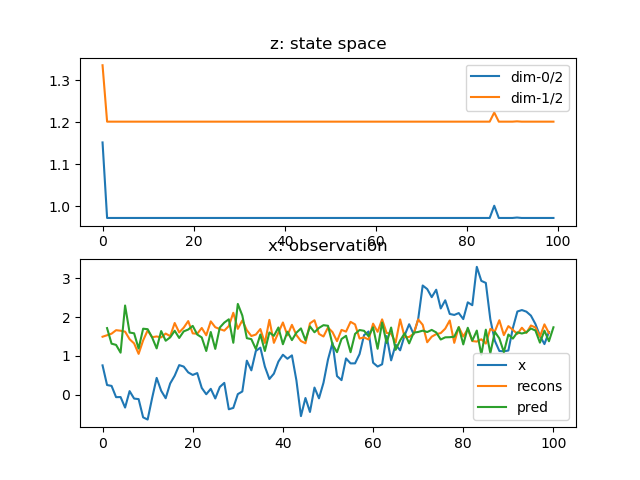 z: state space
1.3
1.2
1.1
1.0
dim-0/2
dim-1/2
0 20 40 60 80 100
x: observation
3
2
1
0
x
recons
pred
0 20 40 60 80 100